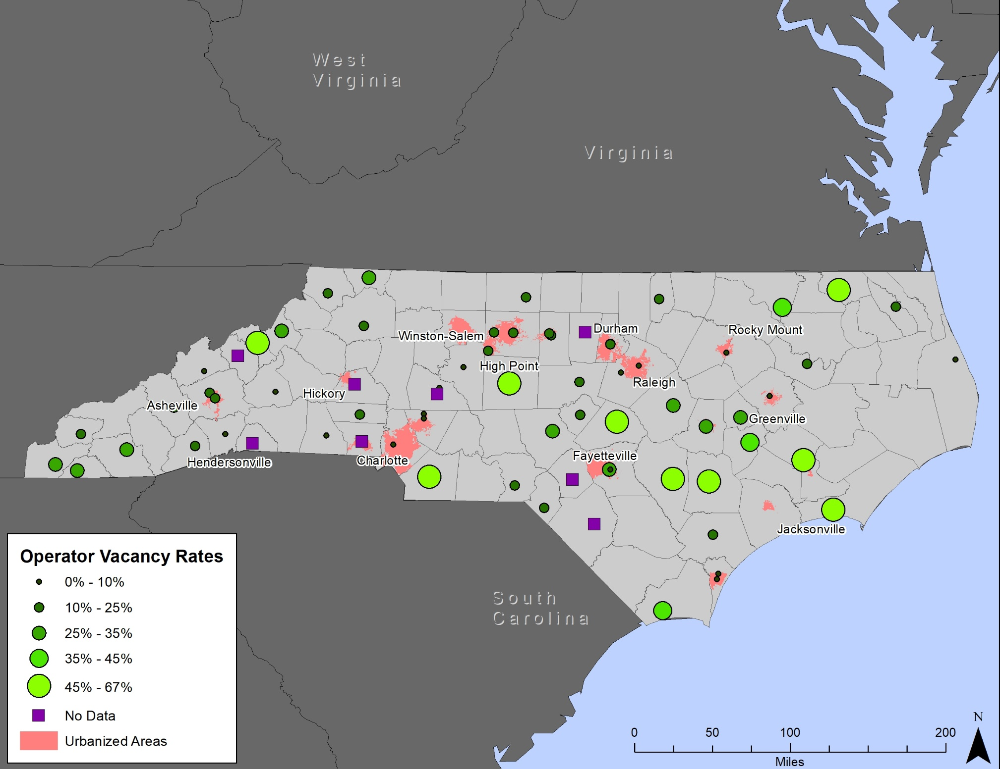 West
Virginia
Virginia
Winston-Salem
Durham
Rocky Mount
High Point
Raleigh
Hickory
Asheville
Greenville
Hendersonville
Charlotte
Fayetteville
Jacksonville
South
Carolina
Operator Vacancy Rates
0% - 10%
10% - 25%
25% - 35%
35% - 45%
45% - 67%
No Data
Urbanized Areas
N
0 50 100 200
Miles